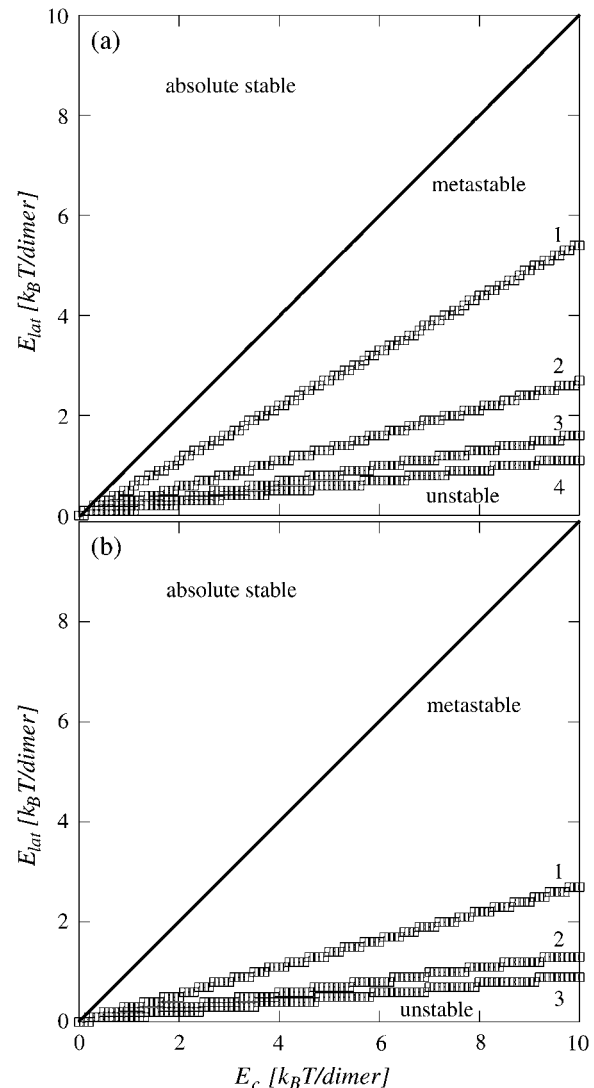 10
(a)
absolute stable
8
metastable
6
1
E_lat [k_BT/dimer]
4
2
2
3
unstable
4
0
(b)
absolute stable
8
metastable
6
E_lat [k_BT/dimer]
4
1
2
2
unstable
3
0
0 2 4 6 8 10
E_c [k_BT/dimer]